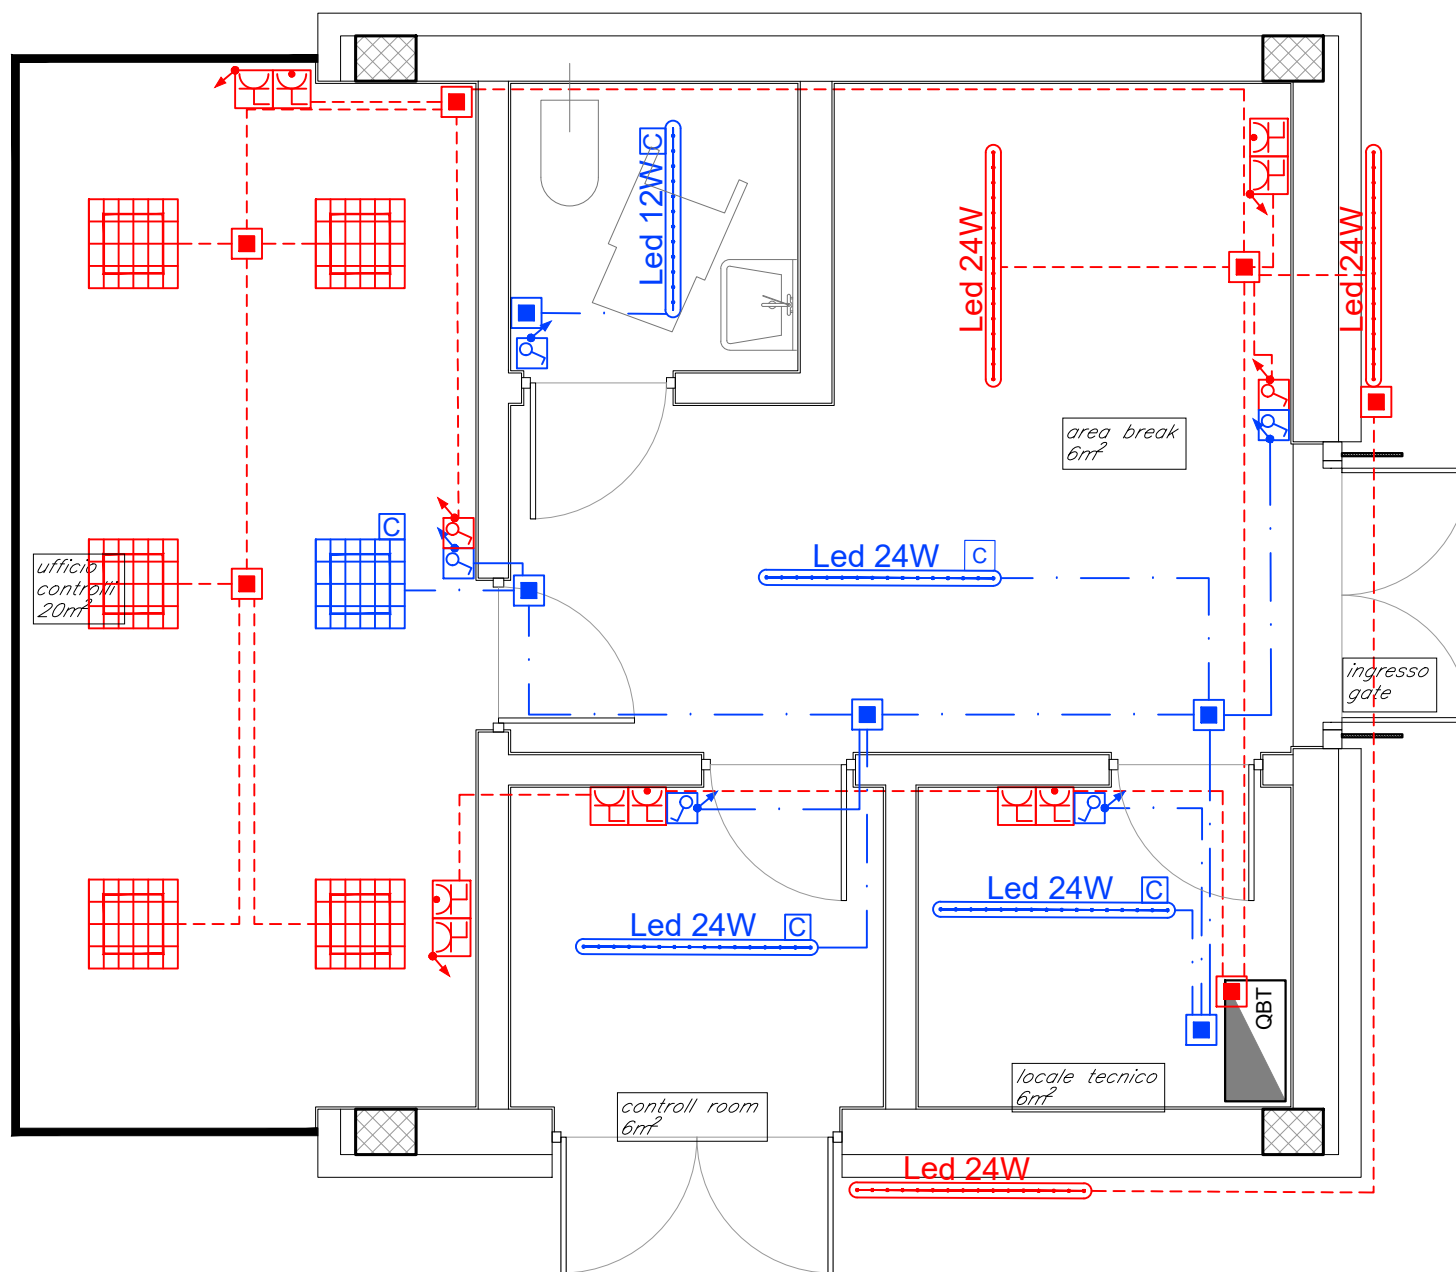 C
Led 12W
Led 24W
Led 24W
area break
6m²
C
ufficio
controlli
20m²
Led 24W
C
ingresso
gate
Led 24W
C
Led 24W
C
QBT
locale tecnico
6m²
controll room
6m²
Led 24W